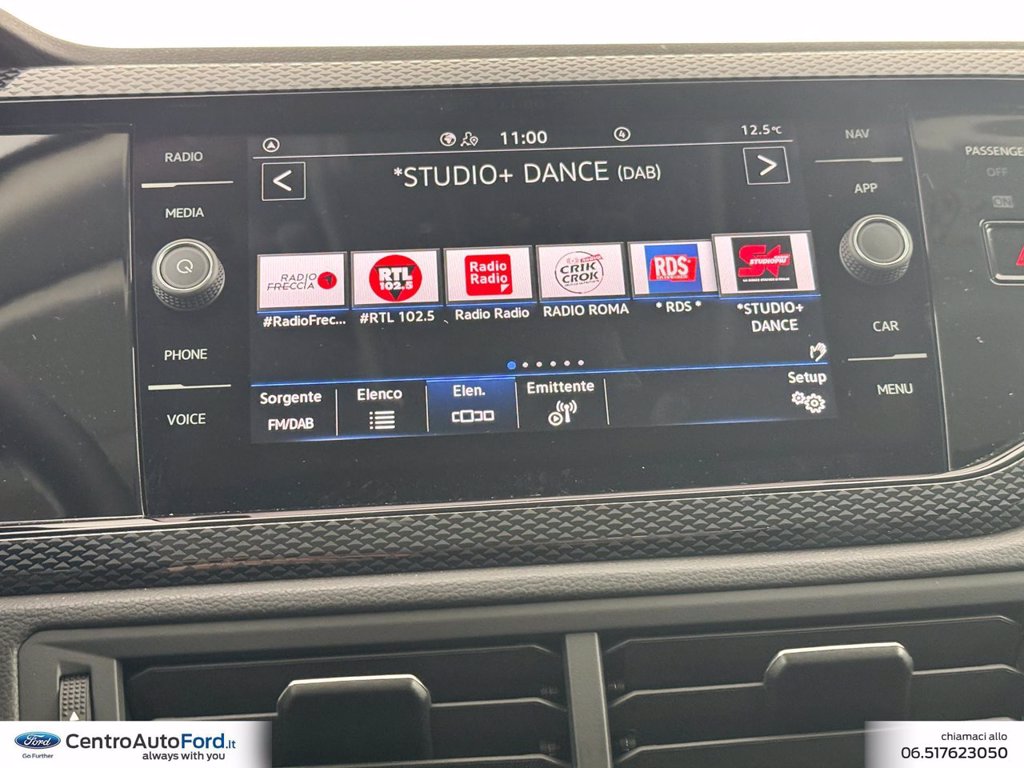 11:00
4
12.5°C
NAV
RADIO
*STUDIO+ DANCE (DAB)
PASSENGE
OFF
ON
APP
MEDIA
RADIO
FRECCIA
RTL
102.5
Radio
Radio
CRIK
CROK
RDS
STUDIOPIU'
#RadioFrec...
#RTL 102.5
Radio Radio
RADIO ROMA
* RDS *
*STUDIO+
DANCE
CAR
PHONE
Setup
Sorgente
Elenco
Elen.
Emittente
FM/DAB
MENU
VOICE
Ford
Go Further
CentroAutoFord.it
always with you
chiamaci allo
06.517623050